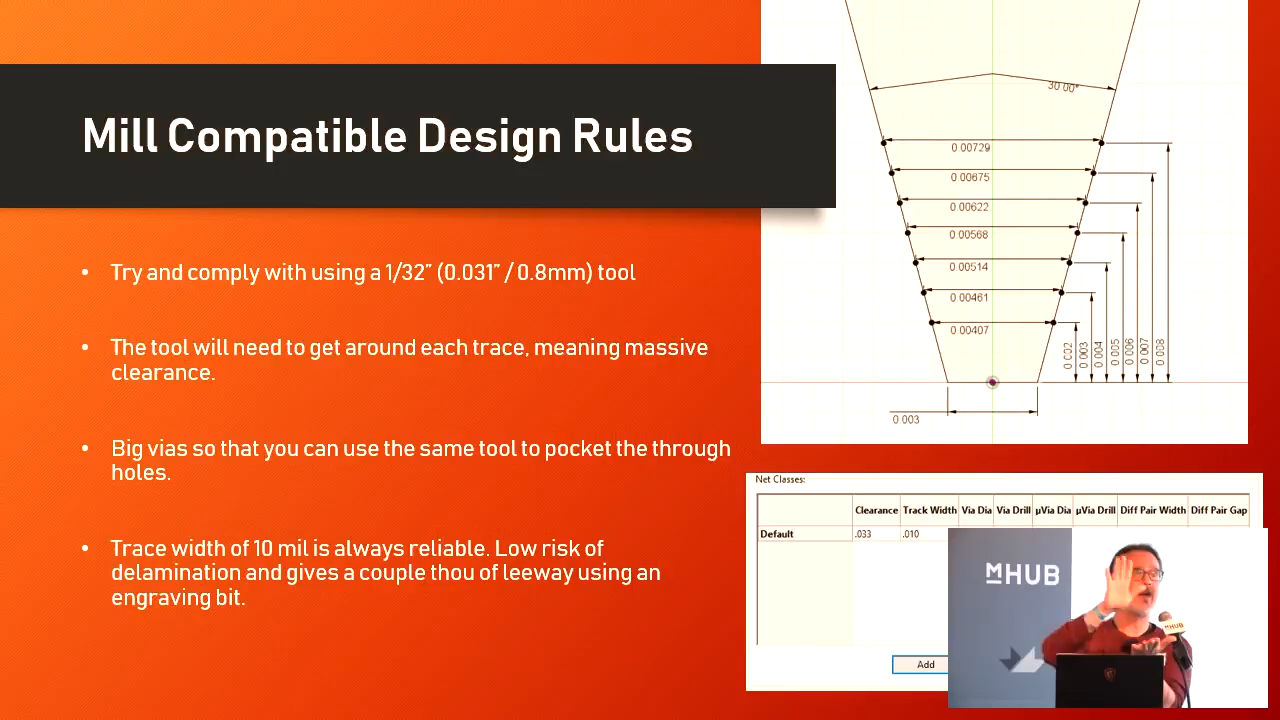 Mill Compatible Design Rules
• Try and comply with using a 1/32” (0.031” / 0.8mm) tool
• The tool will need to get around each trace, meaning massive
clearance.
• Big vias so that you can use the same tool to pocket the through
holes.
• Trace width of 10 mil is always reliable. Low risk of
delamination and gives a couple thou of leeway using an
engraving bit.
30 00°
0 00729
0 00675
0 00622
0 00568
0 00514
0 00461
0 00407
0 002
0 003
0 004
0 005
0 006
0 007
0 008
0 003
Net Classes:
Clearance Track Width Via Dia Via Drill µVia Dia µVia Drill Diff Pair Width Diff Pair Gap
Default .033 .010
Add
MHUB
MHUB